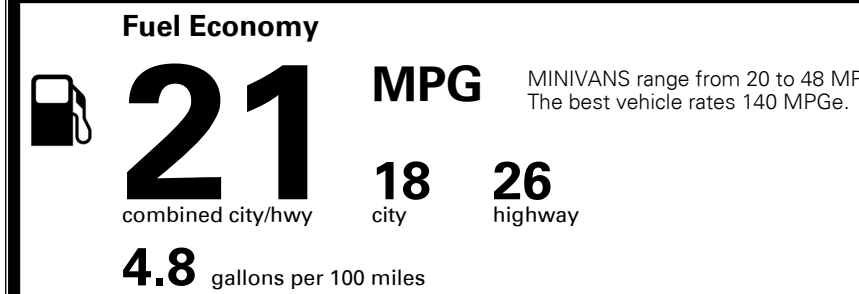 Fuel Economy
21 MPG
MINIVANS range from 20 to 48
The best vehicle rates 140 MPGe.
18 26
combined city/hwy city highway
4.8 gallons per 100 miles